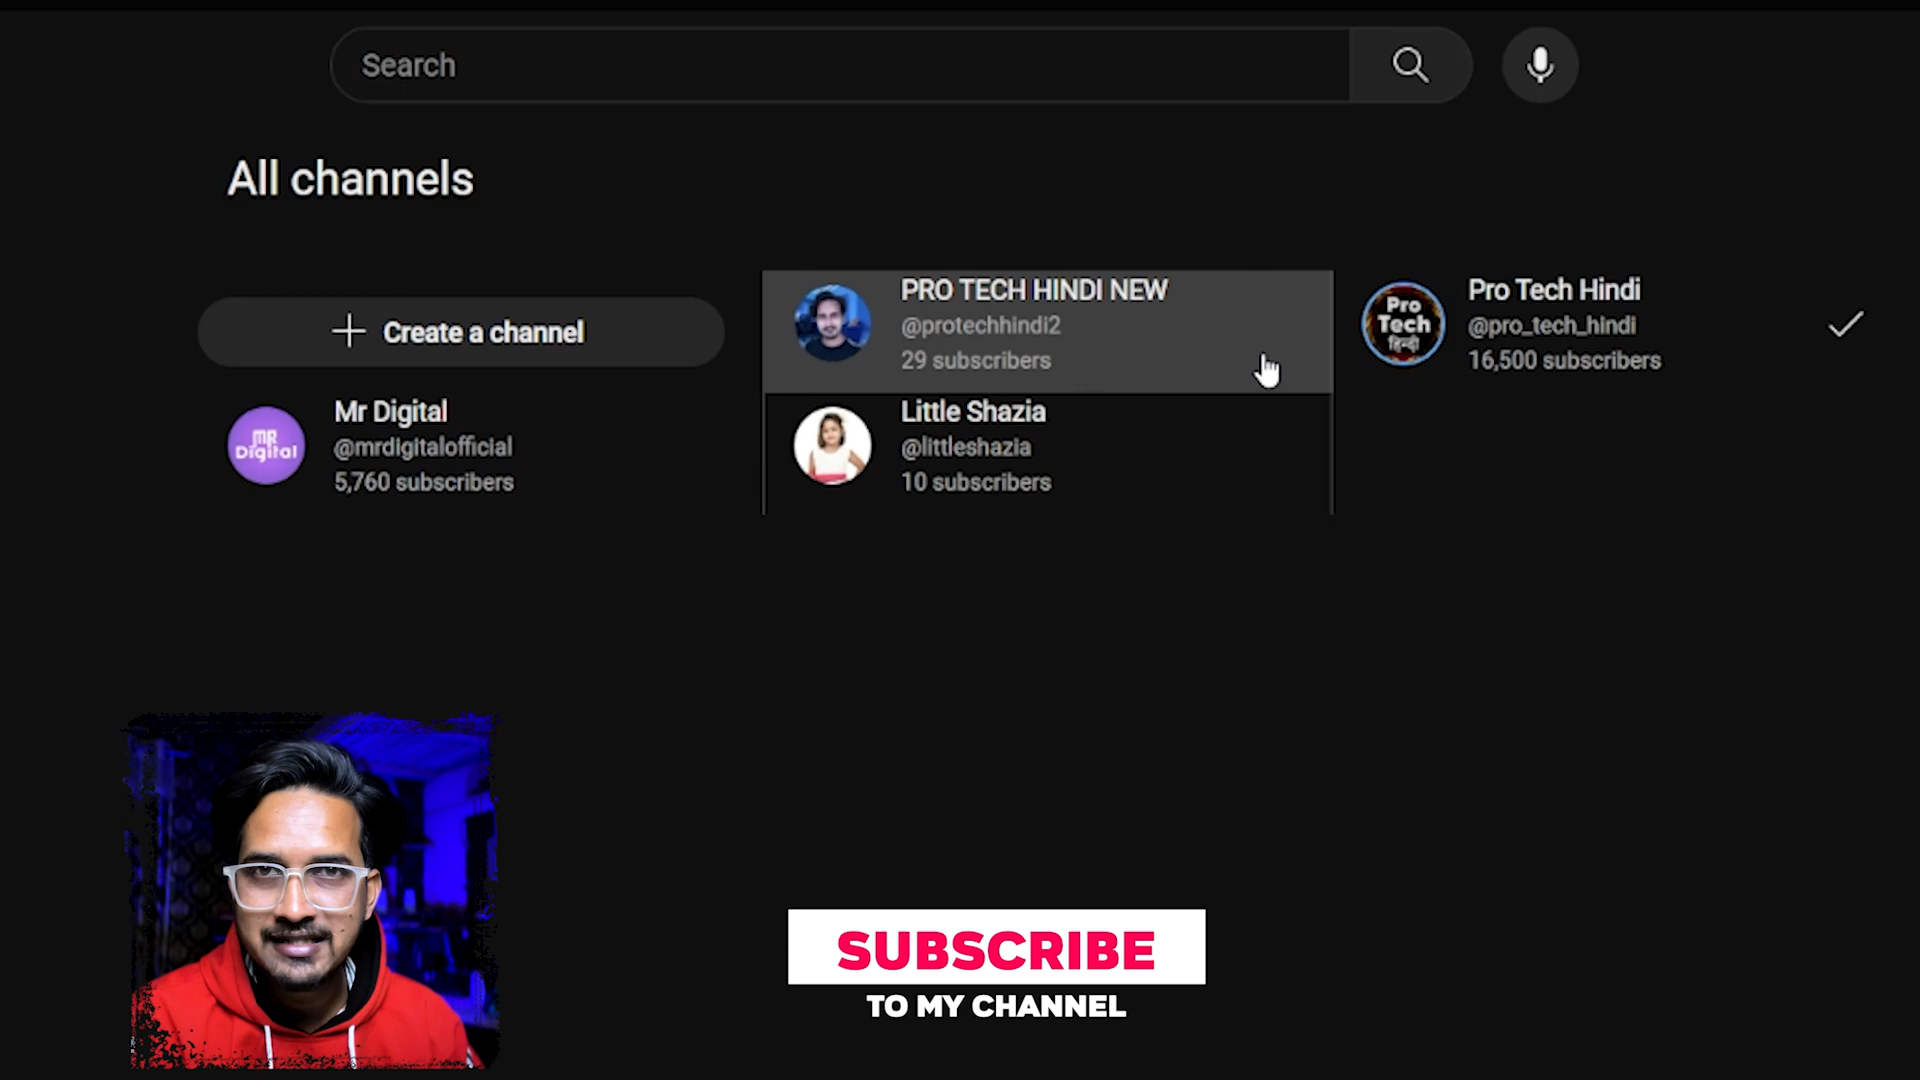 Search
All channels
Create a channel
PRO TECH HINDI NEW
@protechhindi2
29 subscribers
Pro
Tech
हिन्दी
Pro Tech Hindi
@pro_tech_hindi
16,500 subscribers
MR
Digital
Mr Digital
@mrdigitalofficial
5,760 subscribers
Little Shazia
@littleshazia
10 subscribers
SUBSCRIBE
TO MY CHANNEL